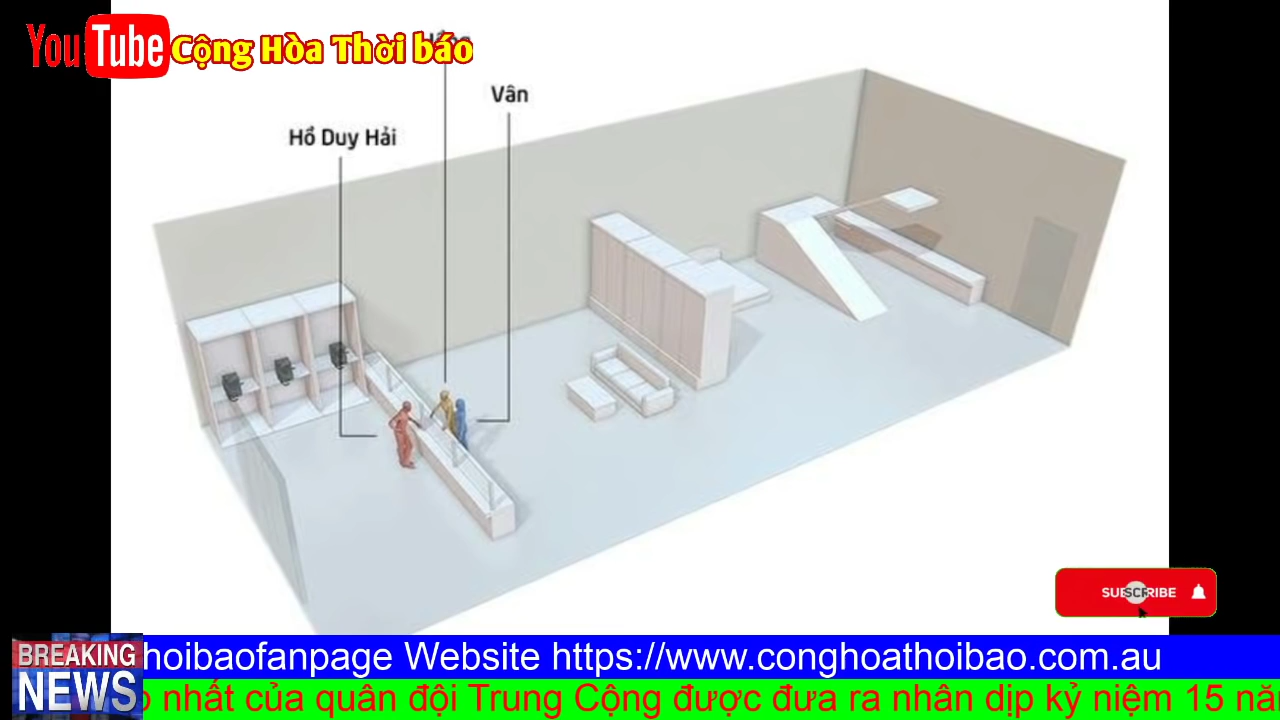 YouTube Cộng Hòa Thời báo
Vân
Hồ Duy Hải
SUBSCRIBE
BREAKING
NEWS
hoibaofanpage Website https://www.conghoathoibao.com.au
nhất của quân đội Trung Cộng được đưa ra nhân dịp kỷ niệm 15